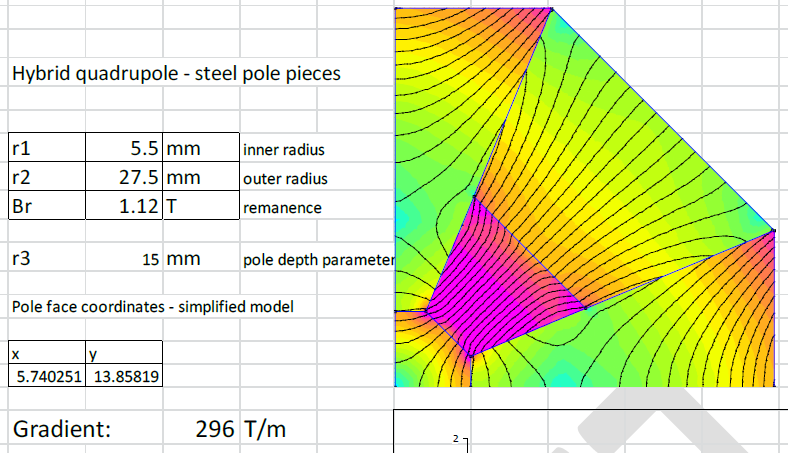 Hybrid quadrupole - steel pole pieces
r1 5.5 mm inner radius
r2 27.5 mm outer radius
Br 1.12 T remanence
r3 15 mm pole depth parameter
Pole face coordinates - simplified model
x y
5.740251 13.85819
Gradient: 296 T/m
2